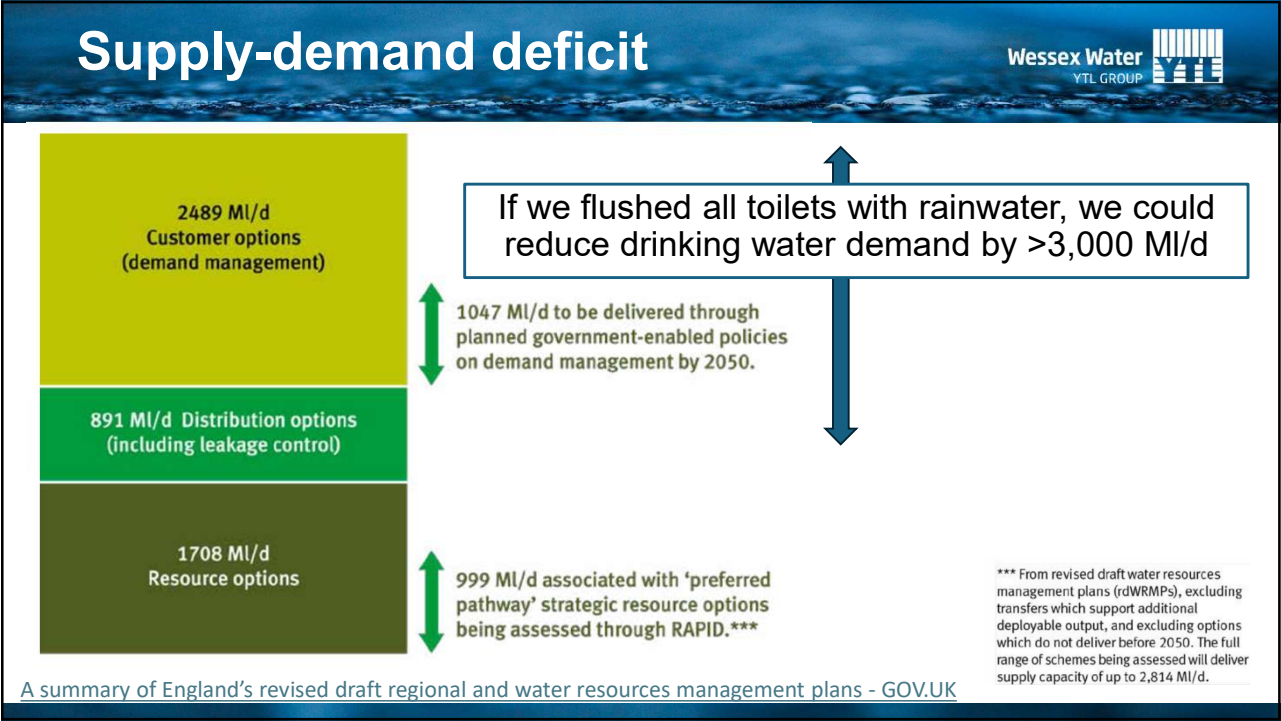 Supply-demand deficit
Wessex Water
YTL GROUP
YTL
2489 Ml/d
Customer options
(demand management)
If we flushed all toilets with rainwater, we could
reduce drinking water demand by >3,000 Ml/d
1047 Ml/d to be delivered through
planned government-enabled policies
on demand management by 2050.
891 Ml/d Distribution options
(including leakage control)
1708 Ml/d
Resource options
999 Ml/d associated with ‘preferred
pathway’ strategic resource options
being assessed through RAPID.***
*** From revised draft water resources
management plans (rdWRMPs), excluding
transfers which support additional
deployable output, and excluding options
which do not deliver before 2050. The full
range of schemes being assessed will deliver
supply capacity of up to 2,814 Ml/d.
A summary of England’s revised draft regional and water resources management plans - GOV.UK